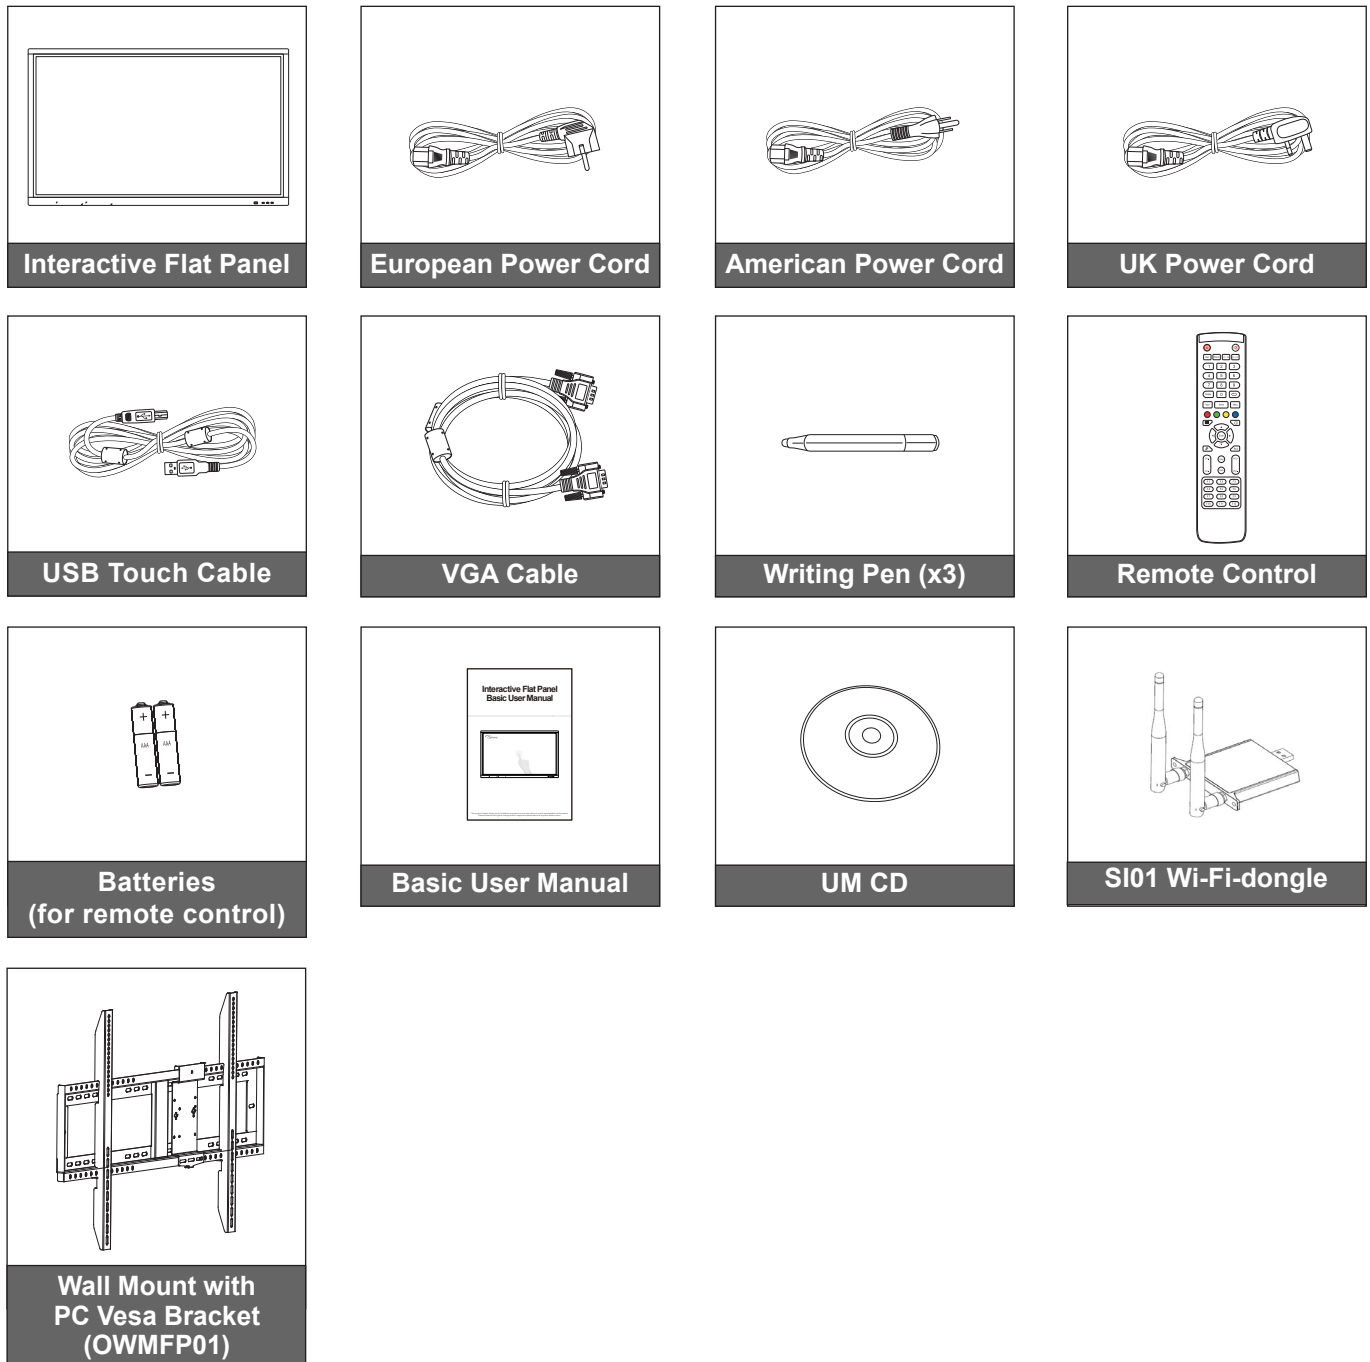 Interactive Flat Panel
European Power Cord
American Power Cord
UK Power Cord
USB Touch Cable
VGA Cable
Writing Pen (x3)
Remote Control
AAA
AAA
Batteries
(for remote control)
Interactive Flat Panel
Basic User Manual
Basic User Manual
UM CD
SI01 Wi-Fi-dongle
Wall Mount with
PC Vesa Bracket
(OWMFP01)